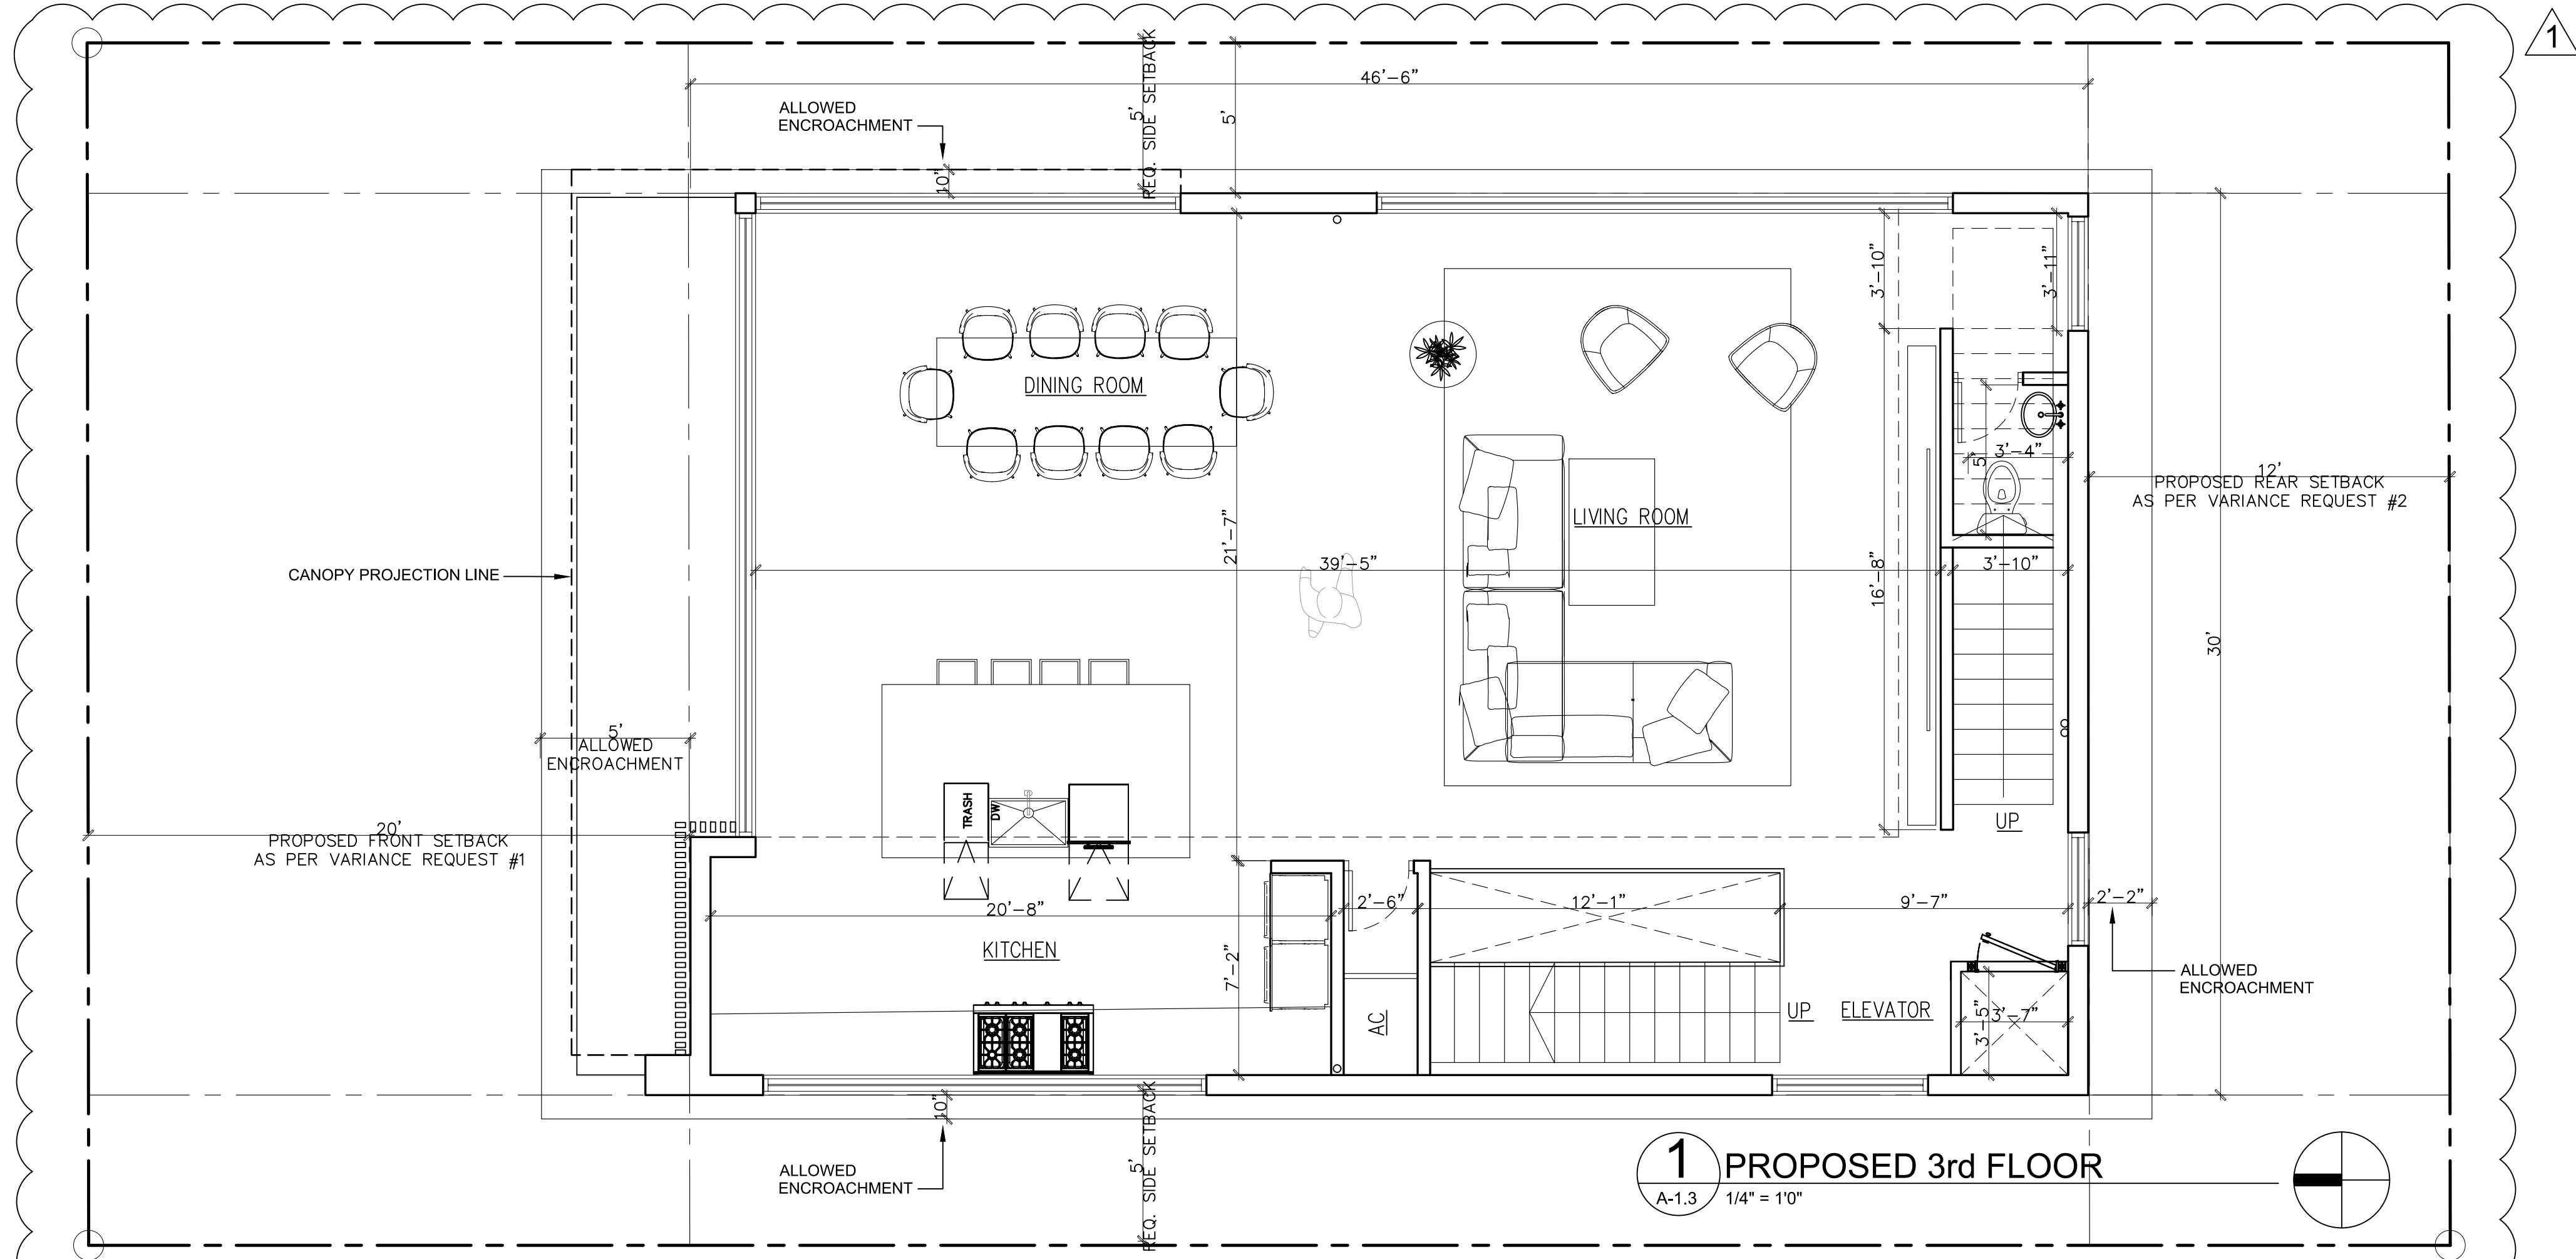 1
46'-6"
ALLOWED
ENCROACHMENT
5'
REQ. SIDE SETBACK
5'
10"
3'-10"
3'-11"
DINING ROOM
3'-4"
5'
12'
PROPOSED REAR SETBACK
AS PER VARIANCE REQUEST #2
LIVING ROOM
21'-7"
39'-5"
16'-8"
3'-10"
CANOPY PROJECTION LINE
30'
5'
ALLOWED
ENCROACHMENT
TRASH
DW
UP
20'
PROPOSED FRONT SETBACK
AS PER VARIANCE REQUEST #1
20'-8"
2'-6"
12'-1"
9'-7"
2'-2"
KITCHEN
7'-2"
ALLOWED
ENCROACHMENT
AC
UP
ELEVATOR
3'-5"
3'-7"
10"
ALLOWED
ENCROACHMENT
5'
REQ. SIDE SETBACK
1
PROPOSED 3rd FLOOR
A-1.3
1/4" = 1'0"